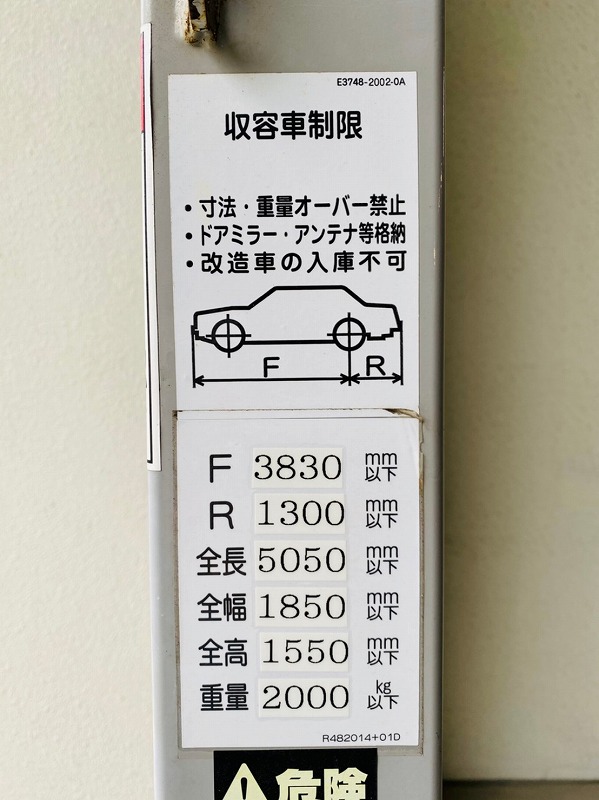 E3748-2002-0A
収容車制限
・寸法・重量オーバー禁止
・ドアミラー・アンテナ等格納
・改造車の入庫不可
F R
F 3830 mm以下
R 1300 mm以下
全長 5050 mm以下
全幅 1850 mm以下
全高 1550 mm以下
重量 2000 kg以下
R482014+01D
危険